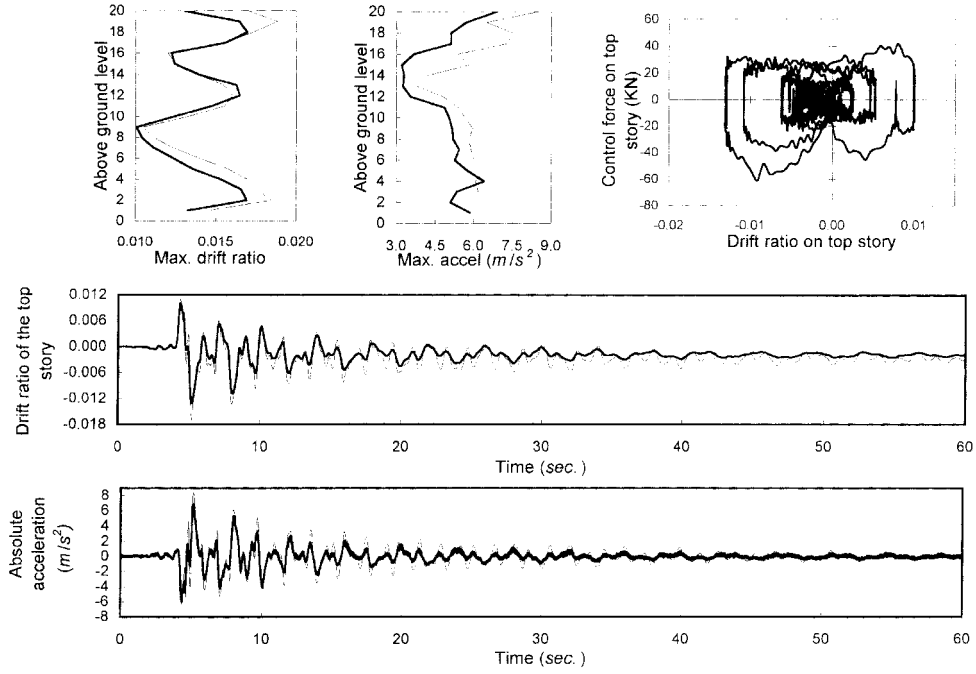 Above ground level
20
18
16
14
12
10
8
6
4
2
0
0.010 0.015 0.020
Max. drift ratio
Above ground level
20
18
16
14
12
10
8
6
4
2
0
3.0 4.5 6.0 7.5 9.0
Max. accel (m/s²)
Control force on top
story (KN)
60
40
20
0
-20
-40
-60
-80
-0.02 -0.01 0.00 0.01
Drift ratio on top story
Drift ratio of the top
story
0.012
0.006
0.000
-0.006
-0.012
-0.018
0 10 20 30 40 50 60
Time (sec.)
Absolute
acceleration
(m/s²)
8
6
4
2
0
-2
-4
-6
-8
0 10 20 30 40 50 60
Time (sec.)